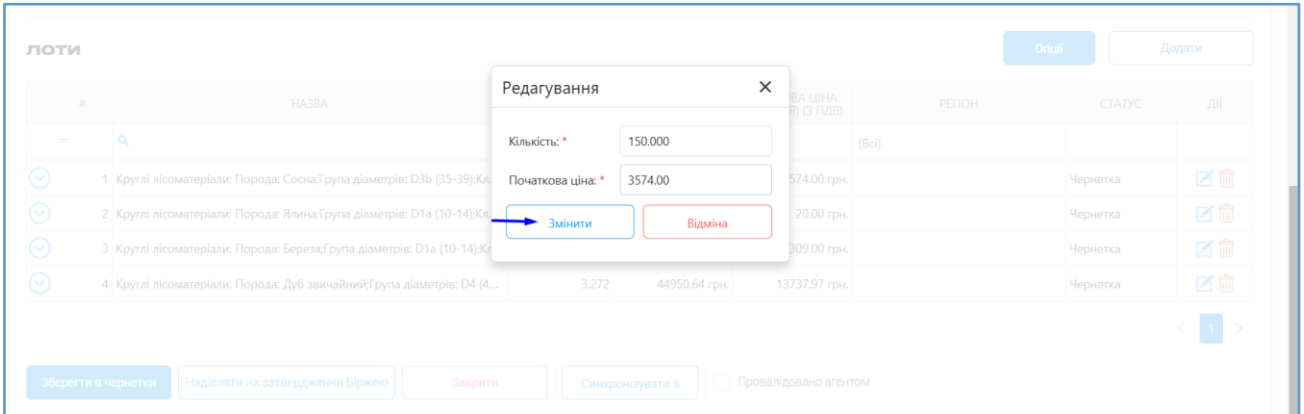 ЛОТИ
Опції
Додати
Редагування
#
НАЗВА
ВА ЦІНА
) (З ПДВ)
РЕГІОН
СТАТУС
ДІЇ
Кількість: * 150.000
(Всі)
Початкова ціна: * 3574.00
1 Круглі лісоматеріали: Порода: Сосна;Група діаметрів: D3b (35-39);Кл. 574.00 грн. Чернетка
2 Круглі лісоматеріали: Порода: Ялина;Група діаметрів: D1a (10-14);Кл. 20.00 грн. Чернетка
Змінити Відміна
3 Круглі лісоматеріали: Порода: Береза;Група діаметрів: D1a (10-14);Кл 309.00 грн. Чернетка
4 Круглі лісоматеріали: Порода: Дуб звичайний;Група діаметрів: D4 (4... 3.272 44950.64 грн. 13737.97 грн. Чернетка
1
Зберегти в чернетки Надіслати на затвердження Біржею Закрити Синхронізувати з Провалідовано агентом